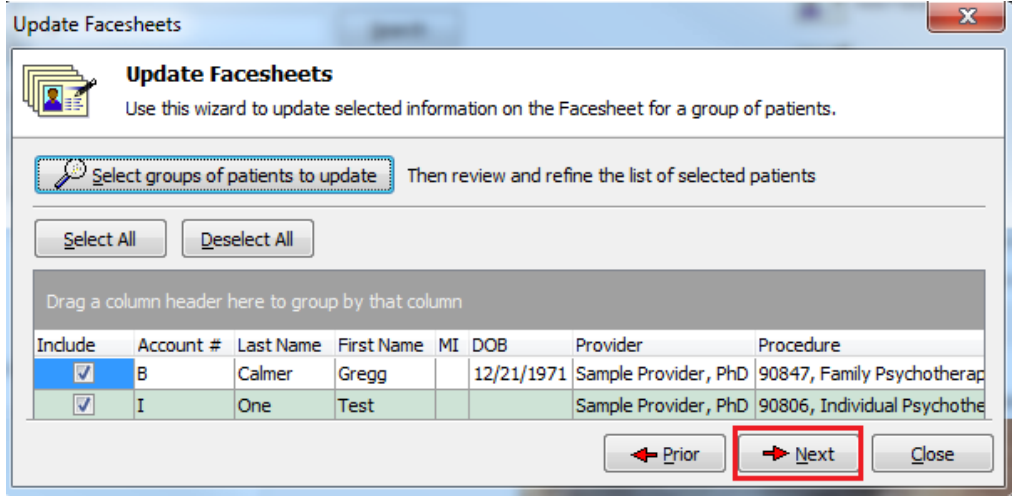 Update Facesheets
Update Facesheets
Use this wizard to update selected information on the Facesheet for a group of patients.
Select groups of patients to update Then review and refine the list of selected patients
Select All Deselect All
Drag a column header here to group by that column
Include Account # Last Name First Name MI DOB Provider Procedure
B Calmer Gregg 12/21/1971 Sample Provider, PhD 90847, Family Psychotherap
I One Test Sample Provider, PhD 90806, Individual Psychothe
Prior Next Close